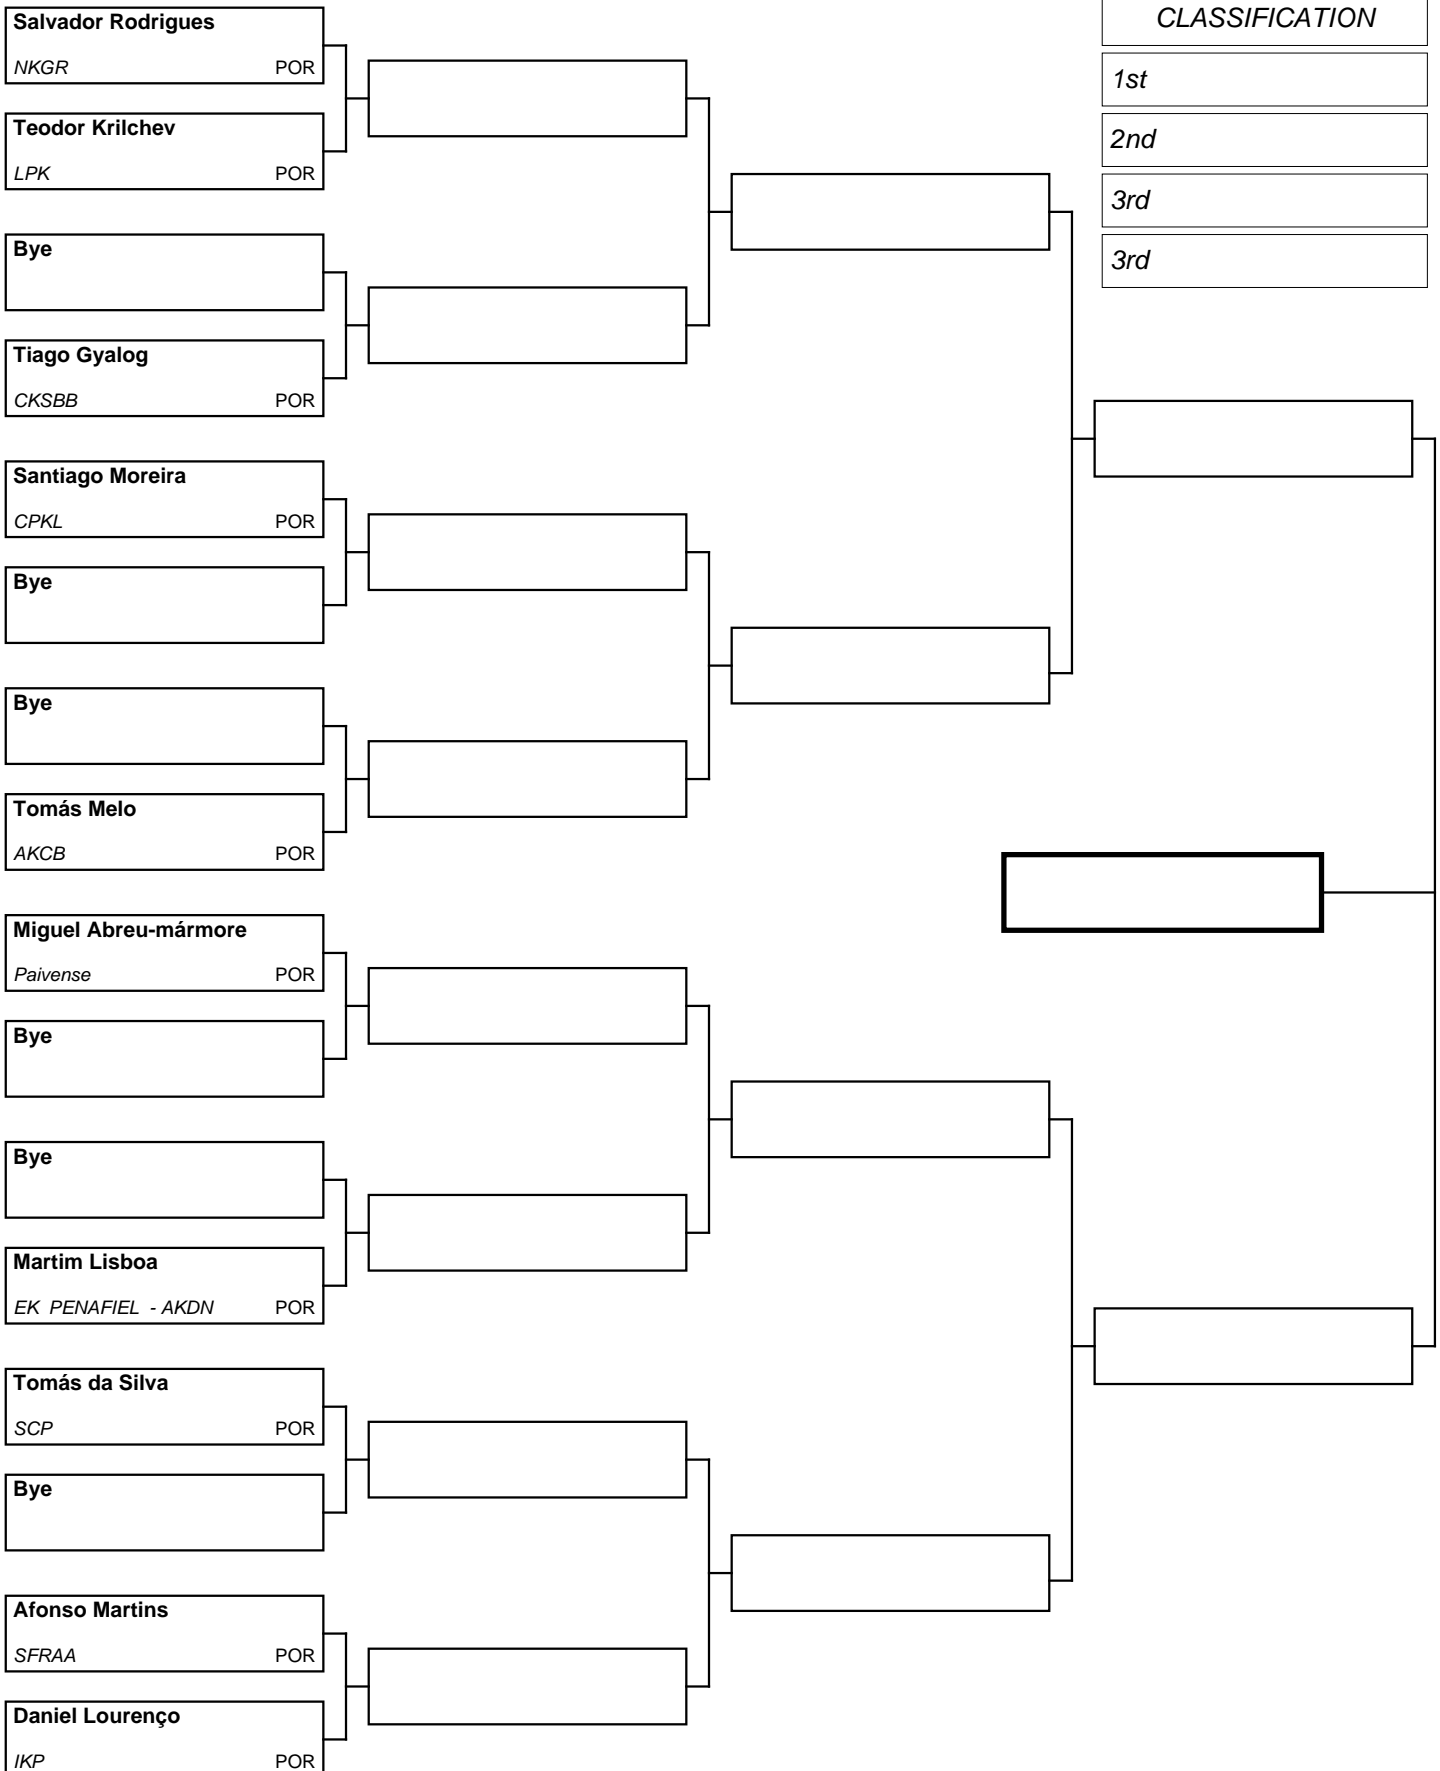 Salvador Rodrigues
NKGR POR
Teodor Krilchev
LPK POR
Bye
Tiago Gyalog
CKSBB POR
Santiago Moreira
CPKL POR
Bye
Bye
Tomás Melo
AKCB POR
Miguel Abreu-mármore
Paivense POR
Bye
Bye
Martim Lisboa
EK PENAFIEL - AKDN POR
Tomás da Silva
SCP POR
Bye
Afonso Martins
SFRAA POR
Daniel Lourenço
IKP POR
CLASSIFICATION
1st
2nd
3rd
3rd